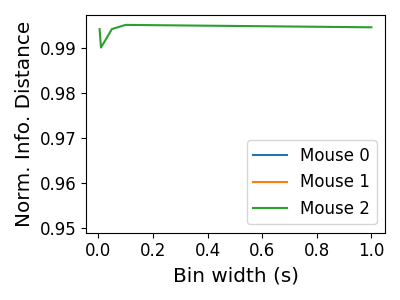 Norm. Info. Distance
0.99
0.98
0.97
0.96
0.95
Mouse 0
Mouse 1
Mouse 2
0.0 0.2 0.4 0.6 0.8 1.0
Bin width (s)